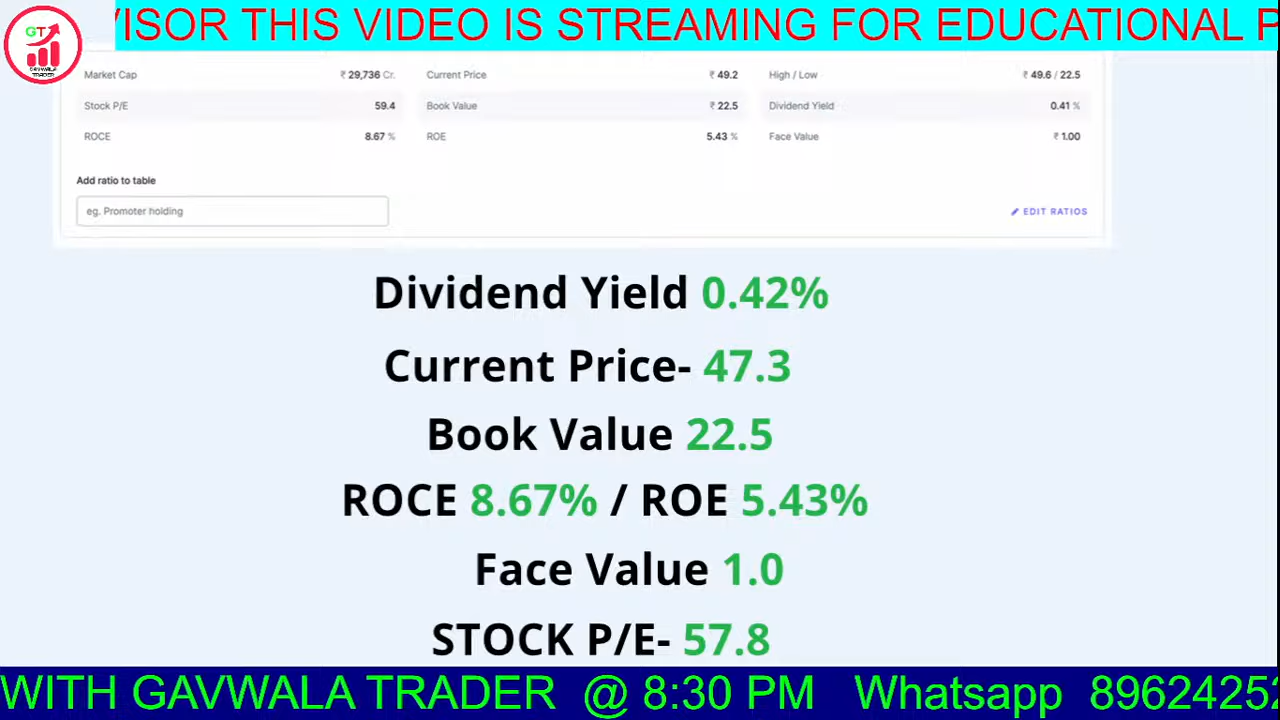 VISOR THIS VIDEO IS STREAMING FOR EDUCATIONAL P
GT
GAVWALA
TRADER
Market Cap ₹ 29,736 Cr. Current Price ₹ 49.2 High / Low ₹ 49.6 / 22.5
Stock P/E 59.4 Book Value ₹ 22.5 Dividend Yield 0.41 %
ROCE 8.67 % ROE 5.43 % Face Value ₹ 1.00
Add ratio to table
eg. Promoter holding
EDIT RATIOS
Dividend Yield 0.42%
Current Price- 47.3
Book Value 22.5
ROCE 8.67% / ROE 5.43%
Face Value 1.0
STOCK P/E- 57.8
WITH GAVWALA TRADER @ 8:30 PM Whatsapp 8962425